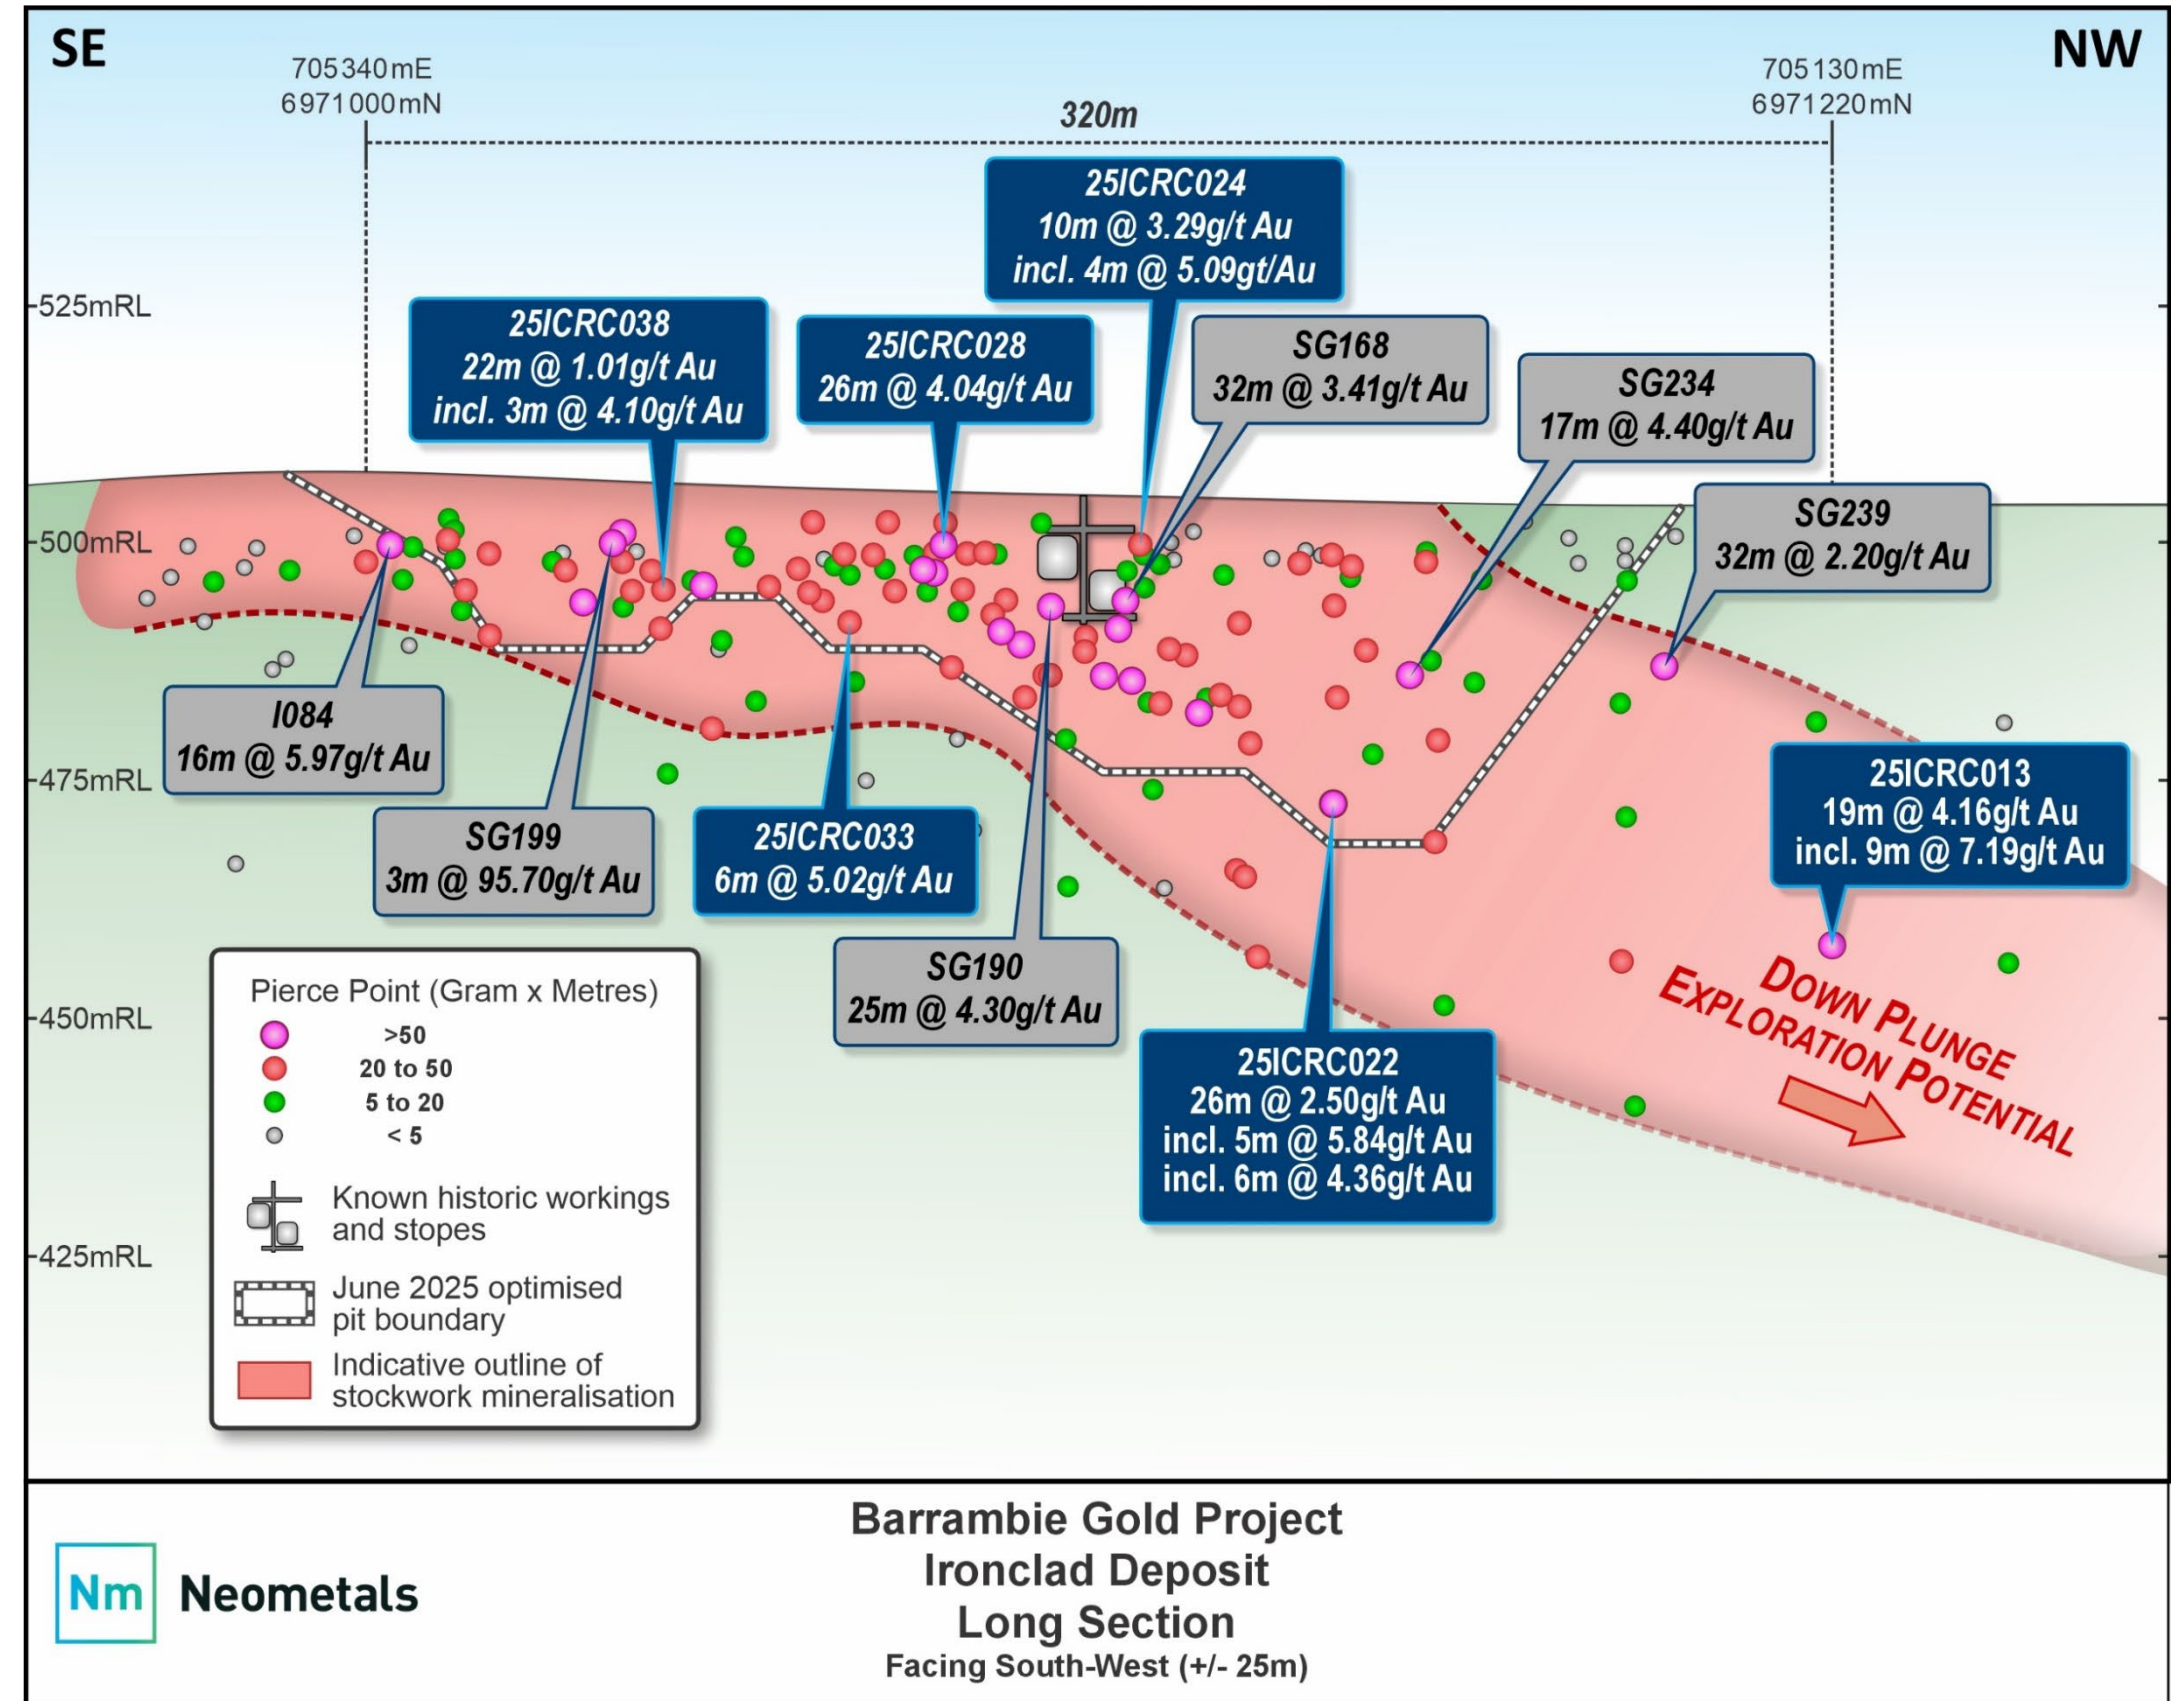 SE
NW
705340mE
6971000mN
705130mE
6971220mN
320m
25ICRC024
10m @ 3.29g/t Au
incl. 4m @ 5.09gt/Au
-525mRL
25ICRC038
22m @ 1.01g/t Au
incl. 3m @ 4.10g/t Au
25ICRC028
26m @ 4.04g/t Au
SG168
32m @ 3.41g/t Au
SG234
17m @ 4.40g/t Au
SG239
32m @ 2.20g/t Au
-500mRL
I084
16m @ 5.97g/t Au
-475mRL
SG199
3m @ 95.70g/t Au
25ICRC033
6m @ 5.02g/t Au
25ICRC013
19m @ 4.16g/t Au
incl. 9m @ 7.19g/t Au
SG190
25m @ 4.30g/t Au
-450mRL
25ICRC022
26m @ 2.50g/t Au
incl. 5m @ 5.84g/t Au
incl. 6m @ 4.36g/t Au
DOWN PLUNGE
EXPLORATION POTENTIAL
-425mRL
Pierce Point (Gram x Metres)
>50
20 to 50
5 to 20
< 5
Known historic workings
and stopes
June 2025 optimised
pit boundary
Indicative outline of
stockwork mineralisation
Nm Neometals
Barrambie Gold Project
Ironclad Deposit
Long Section
Facing South-West (+/- 25m)